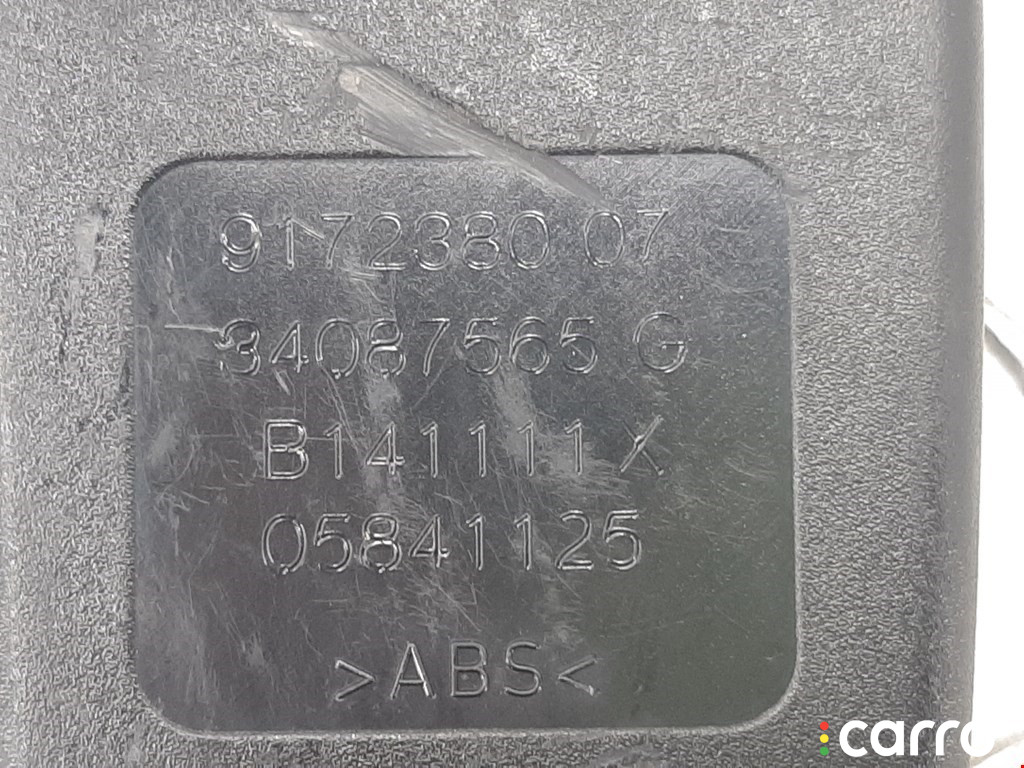 9172380 07
34087565 G
B141111X
05841125
>ABS<
carro